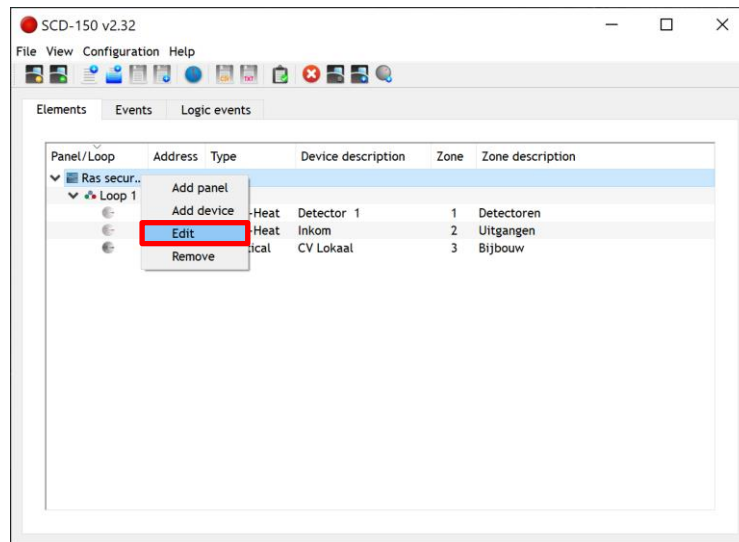 SCD-150 v2.32
File View Configuration Help
Elements Events Logic events
Panel/Loop Address Type Device description Zone Zone description
Ras secur..
Add panel
Loop 1
Add device -Heat Detector 1 1 Detectoren
Edit -Heat Inkom 2 Uitgangen
Remove tical CV Lokaal 3 Bijbouw